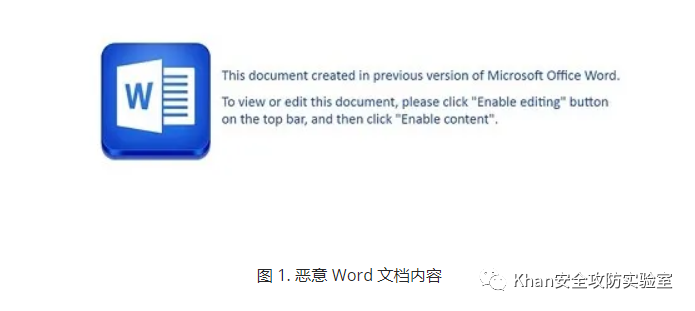 W
This document created in previous version of Microsoft Office Word.
To view or edit this document, please click "Enable editing" button
on the top bar, and then click "Enable content".
图 1. 恶意 Word 文档内容
Khan安全攻防实验室